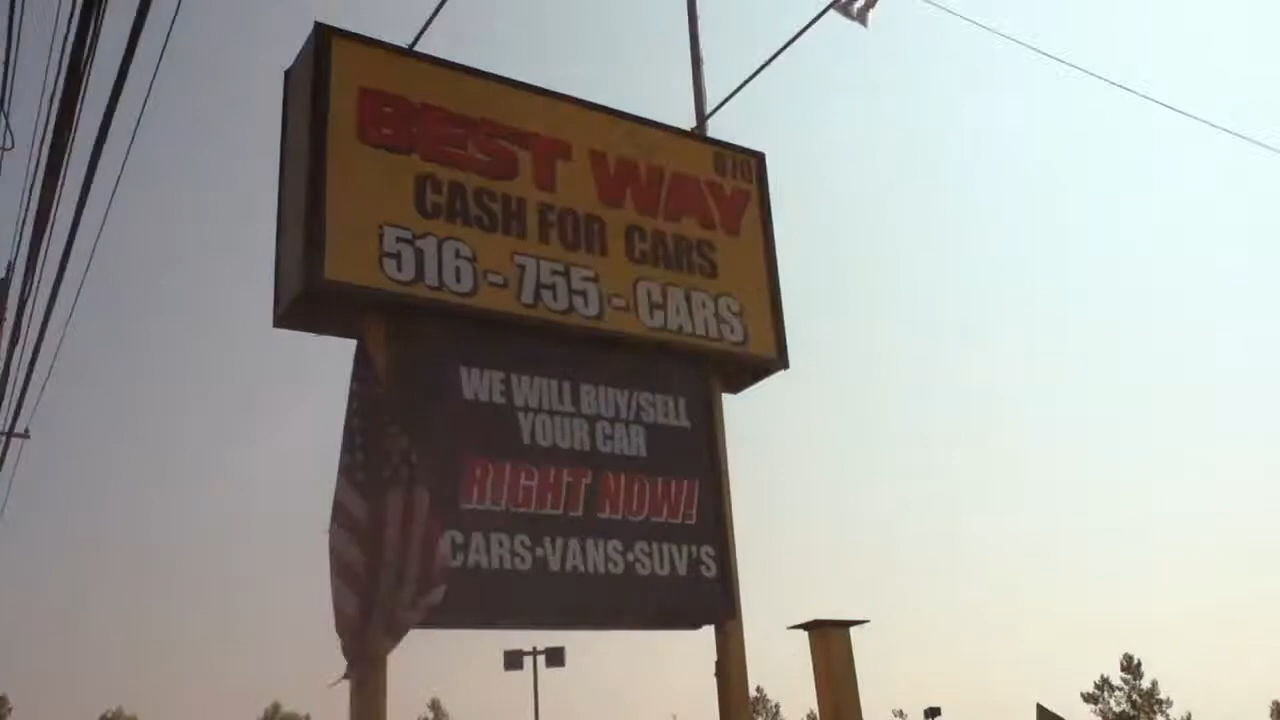 870
BEST WAY
CASH FOR CARS
516-755-CARS
WE WILL BUY/SELL
YOUR CAR
RIGHT NOW!
CARS•VANS•SUV'S